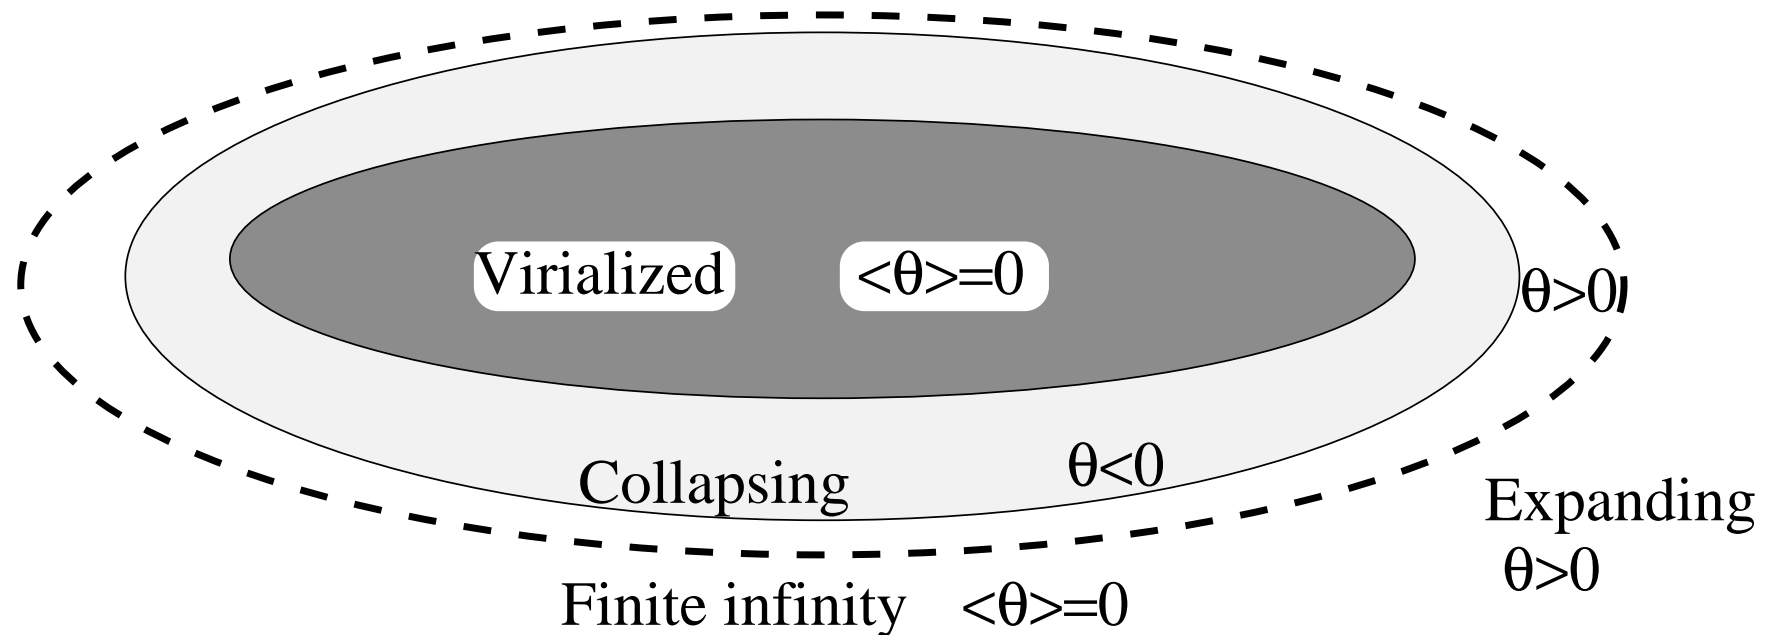 Virialized <θ>=0
θ>0
Collapsing θ<0
Expanding
θ>0
Finite infinity <θ>=0